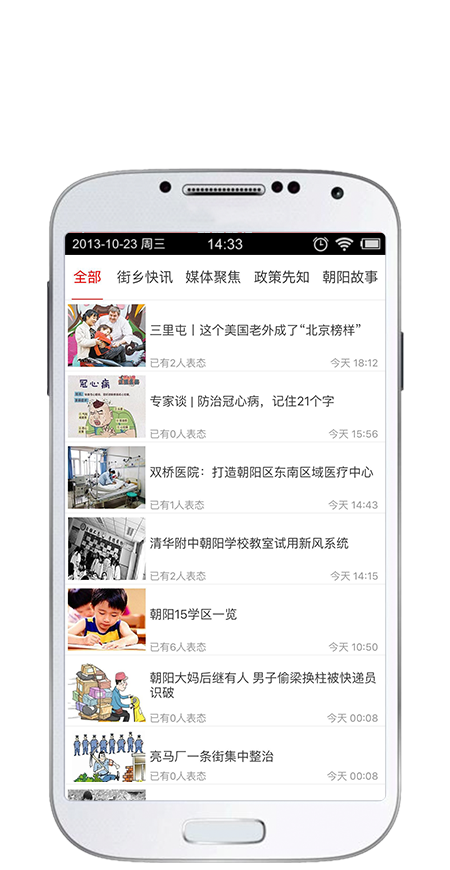 2013-10-23 周三 14:33
全部 街乡快讯 媒体聚焦 政策先知 朝阳故事
三里屯丨这个美国老外成了“北京榜样”
已有2人表态 今天 18:12
冠心病
专家谈 | 防治冠心病，记住21个字
已有0人表态 今天 15:56
双桥医院：打造朝阳区东南区域医疗中心
已有1人表态 今天 14:43
清华附中朝阳学校教室试用新风系统
已有2人表态 今天 14:15
朝阳15学区一览
已有6人表态 今天 10:50
朝阳大妈后继有人 男子偷梁换柱被快递员
识破
已有0人表态 今天 00:08
亮马厂一条街集中整治
已有0人表态 今天 00:08